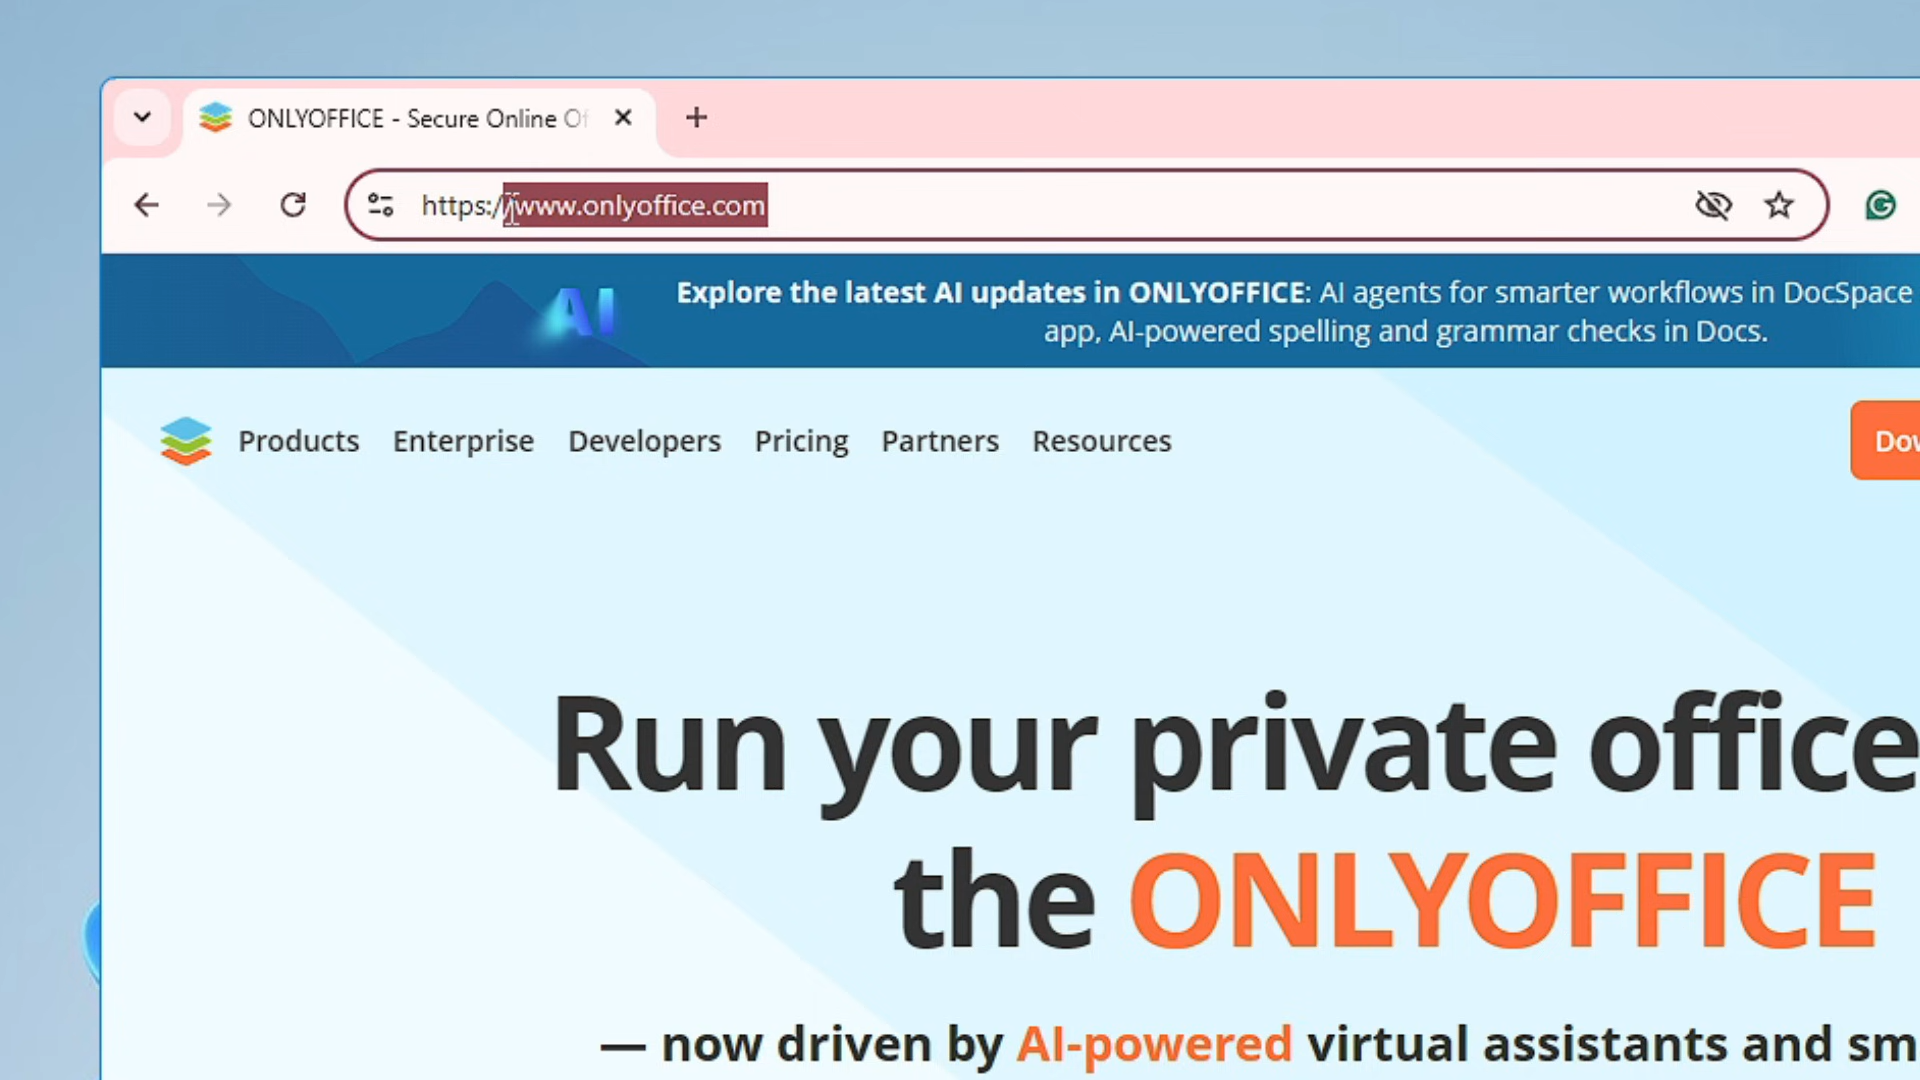 ONLYOFFICE - Secure Online Of
https://www.onlyoffice.com
AI
Explore the latest AI updates in ONLYOFFICE: AI agents for smarter workflows in DocSpace
app, AI-powered spelling and grammar checks in Docs.
Products Enterprise Developers Pricing Partners Resources
Dow
Run your private office
the ONLYOFFICE
— now driven by AI-powered virtual assistants and sm